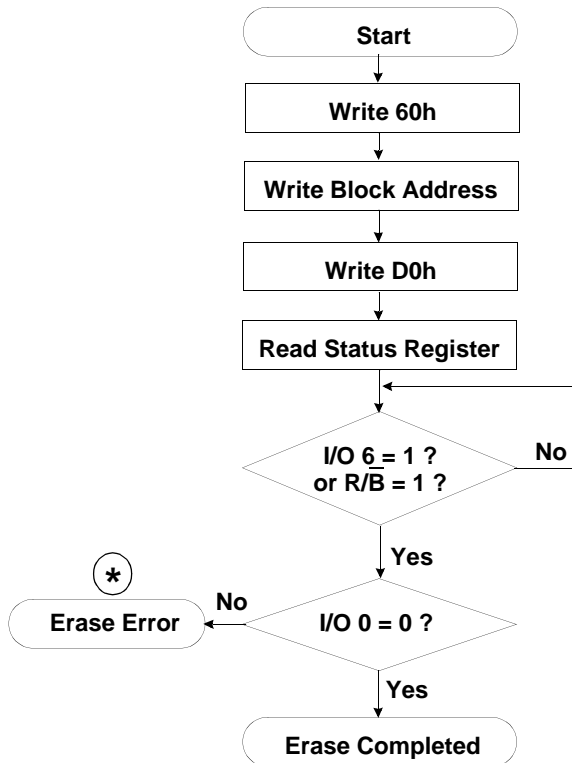 Start
Write 60h
Write Block Address
Write D0h
Read Status Register
I/O 6 = 1 ?
or R/B̅ = 1 ?
No
Yes
*
No
Erase Error
I/O 0 = 0 ?
Yes
Erase Completed